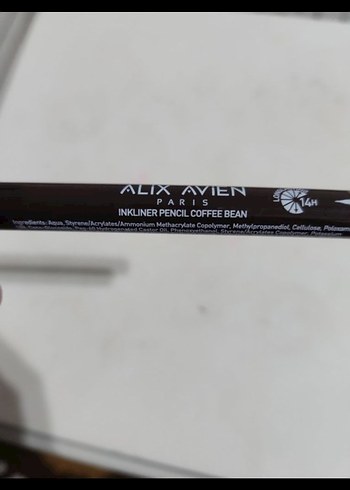 ALIX AVIEN
PARIS
INKLINER PENCIL COFFEE BEAN
14H
Ingredients: Aqua, Styrene/Acrylates/Ammonium Methacrylate Copolymer, Methylpropanediol, Cellulose,
Hydrogenated Castor Oil, Phenoxyethanol, Styrene/Acrylates Copolymer, Potassium